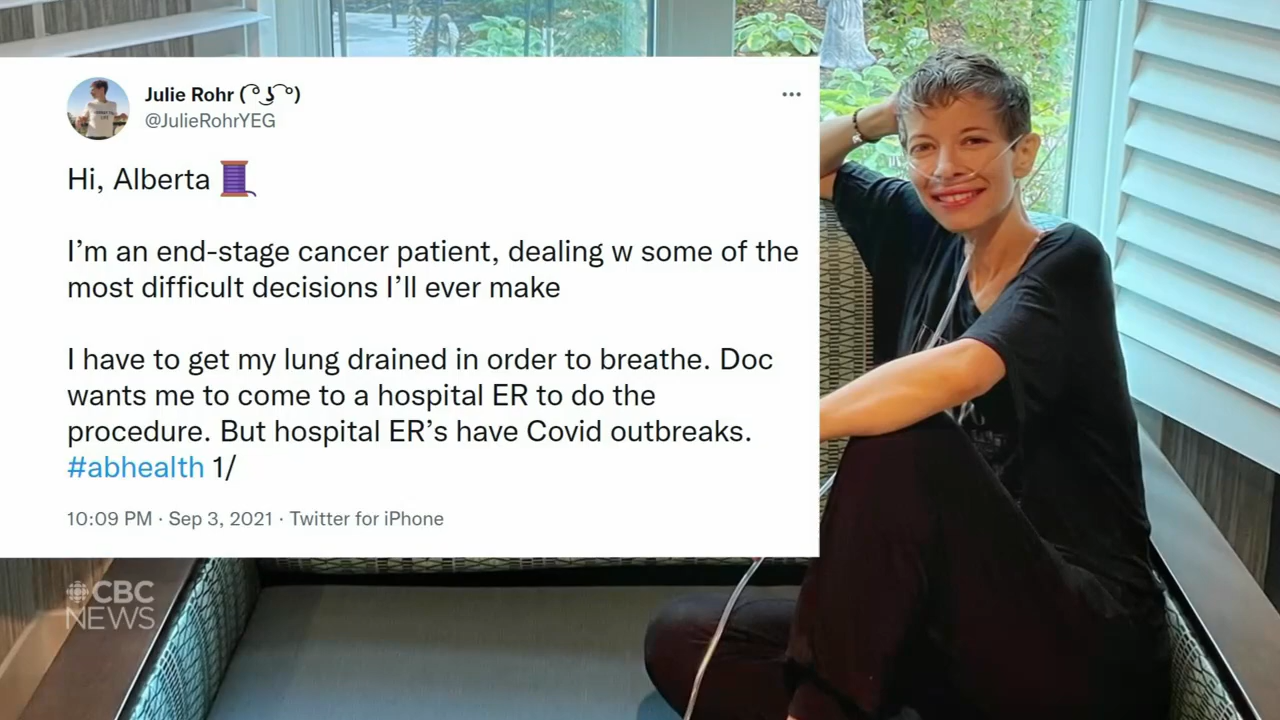 Julie Rohr ( ͡° ͜ʖ ͡°)
@JulieRohrYEG
Hi, Alberta 🧵
I’m an end-stage cancer patient, dealing w some of the
most difficult decisions I’ll ever make
I have to get my lung drained in order to breathe. Doc
wants me to come to a hospital ER to do the
procedure. But hospital ER’s have Covid outbreaks.
#abhealth 1/
10:09 PM · Sep 3, 2021 · Twitter for iPhone
CBC
NEWS